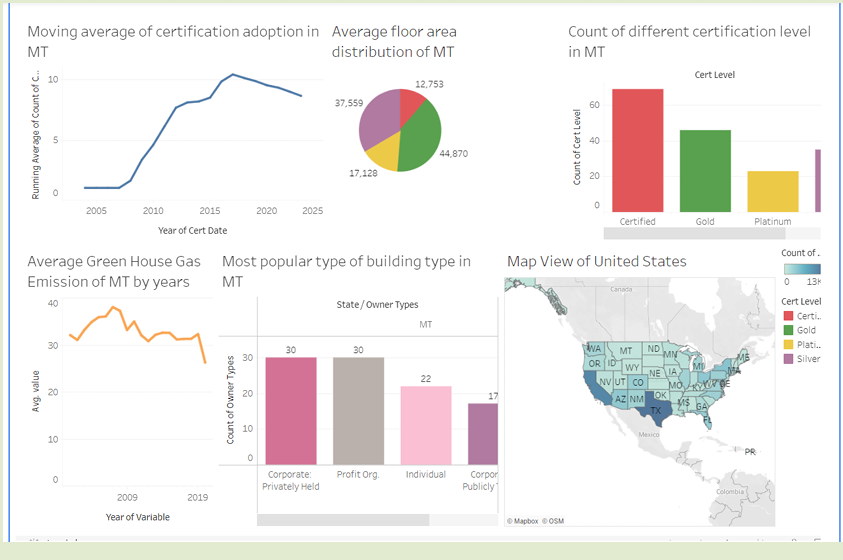 Moving average of certification adoption in
MT
Running Average of Count of C...
10
5
0
2005 2010 2015 2020 2025
Year of Cert Date
Average floor area
distribution of MT
12,753
37,559
44,870
17,128
Count of different certification level
in MT
Cert Level
Count of Cert Level
60
40
20
0
Certified Gold Platinum
Average Green House Gas
Emission of MT by years
Avg. value
40
30
20
10
0
2009 2019
Year of Variable
Most popular type of building type in
MT
State / Owner Types
MT
Count of Owner Types
30
20
10
0
30 30 22 17
Corporate: Profit Org. Individual Corpor
Privately Held Publicly T
Map View of United States
Canada
WA MT ND MN ME
OR ID WY MI MA
NE IA
NV UT CO MO KY WV DE
AZ NM OK MS GA
TX FL
Mexico
PR
Colombia
© Mapbox © OSM
Count of ..
0 13K
Cert Level
Certi..
Gold
Plati..
Silver